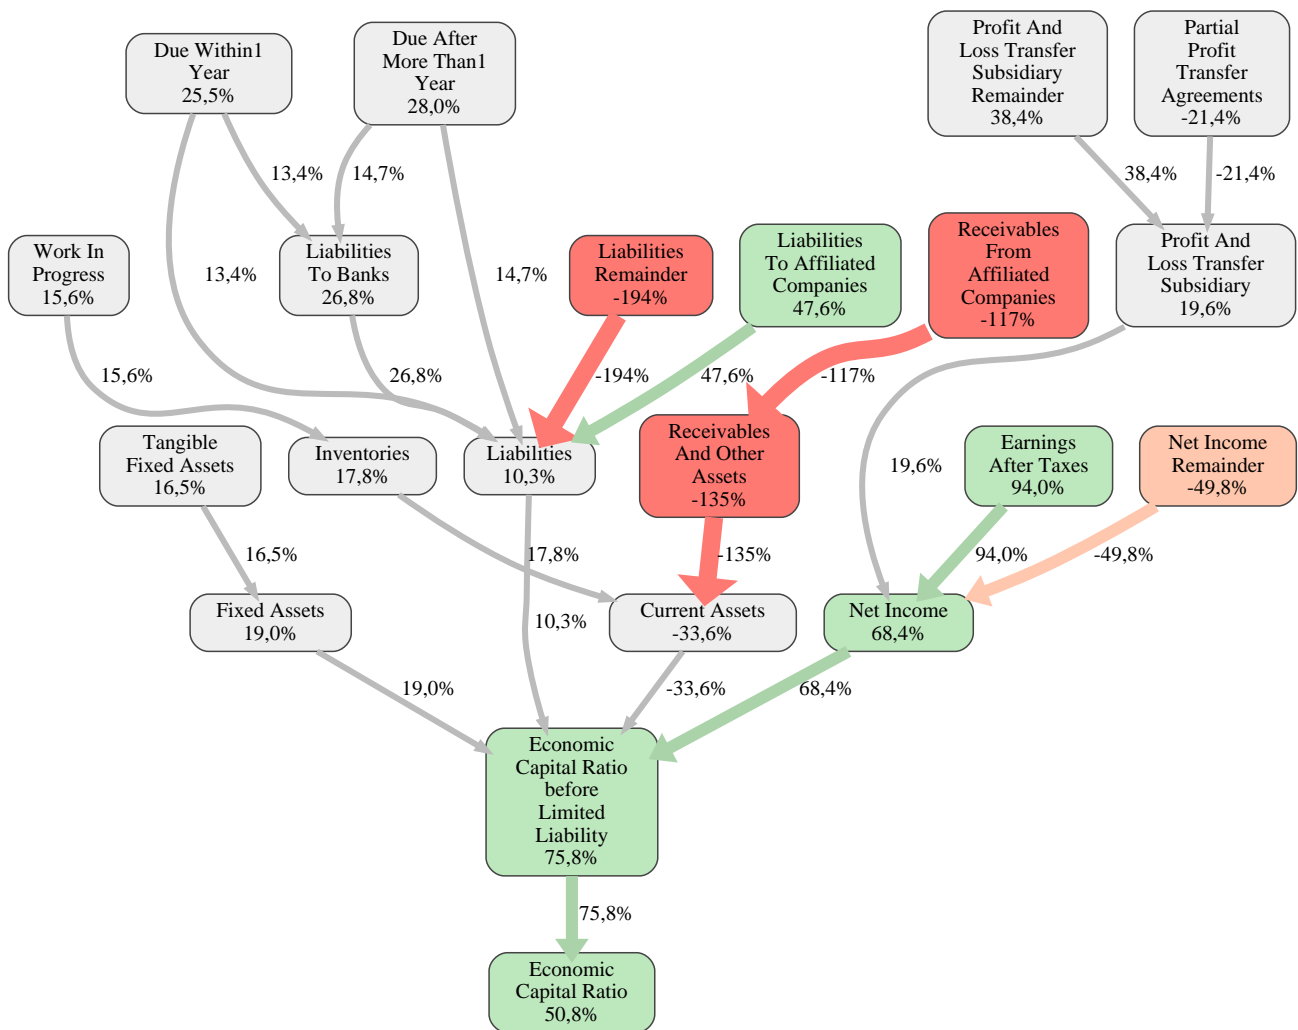 Due Within1
Year
25,5%
Due After
More Than1
Year
28,0%
Profit And
Loss Transfer
Subsidiary
Remainder
38,4%
Partial
Profit
Transfer
Agreements
-21,4%
13,4%
14,7%
38,4%
-21,4%
Work In
Progress
15,6%
13,4%
Liabilities
To Banks
26,8%
14,7%
Liabilities
Remainder
-194%
Liabilities
To Affiliated
Companies
47,6%
Receivables
From
Affiliated
Companies
-117%
Profit And
Loss Transfer
Subsidiary
19,6%
15,6%
26,8%
-194%
47,6%
-117%
Tangible
Fixed Assets
16,5%
Inventories
17,8%
Liabilities
10,3%
Receivables
And Other
Assets
-135%
19,6%
Earnings
After Taxes
94,0%
Net Income
Remainder
-49,8%
16,5%
17,8%
-135%
94,0%
-49,8%
Fixed Assets
19,0%
10,3%
Current Assets
-33,6%
Net Income
68,4%
19,0%
-33,6%
68,4%
Economic
Capital Ratio
before
Limited
Liability
75,8%
75,8%
Economic
Capital Ratio
50,8%